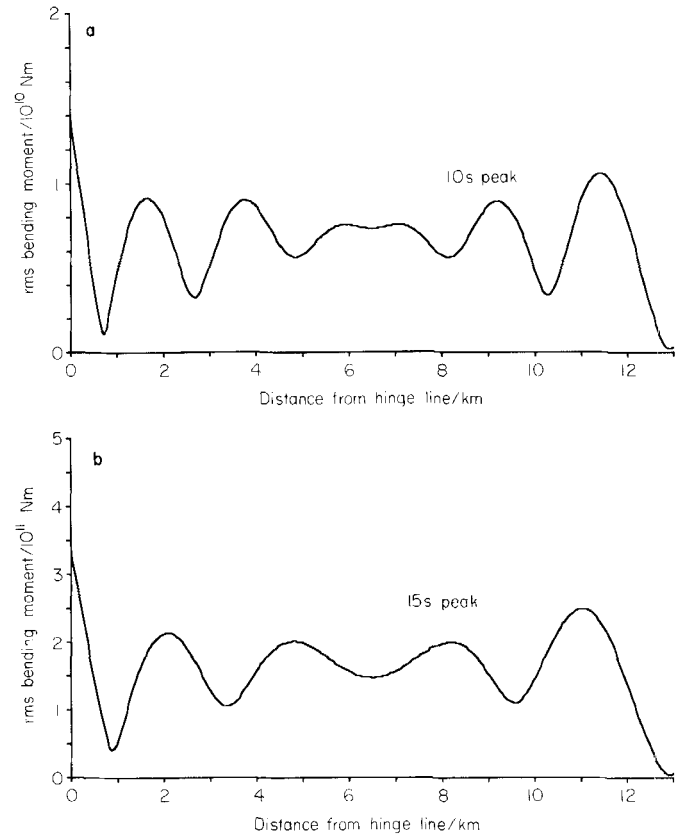 a
rms bending moment/10¹⁰ Nm
2
1
0
10s peak
0 2 4 6 8 10 12
Distance from hinge line/km
b
rms bending moment/10¹¹ Nm
5
4
3
2
1
0
15s peak
0 2 4 6 8 10 12
Distance from hinge line/km